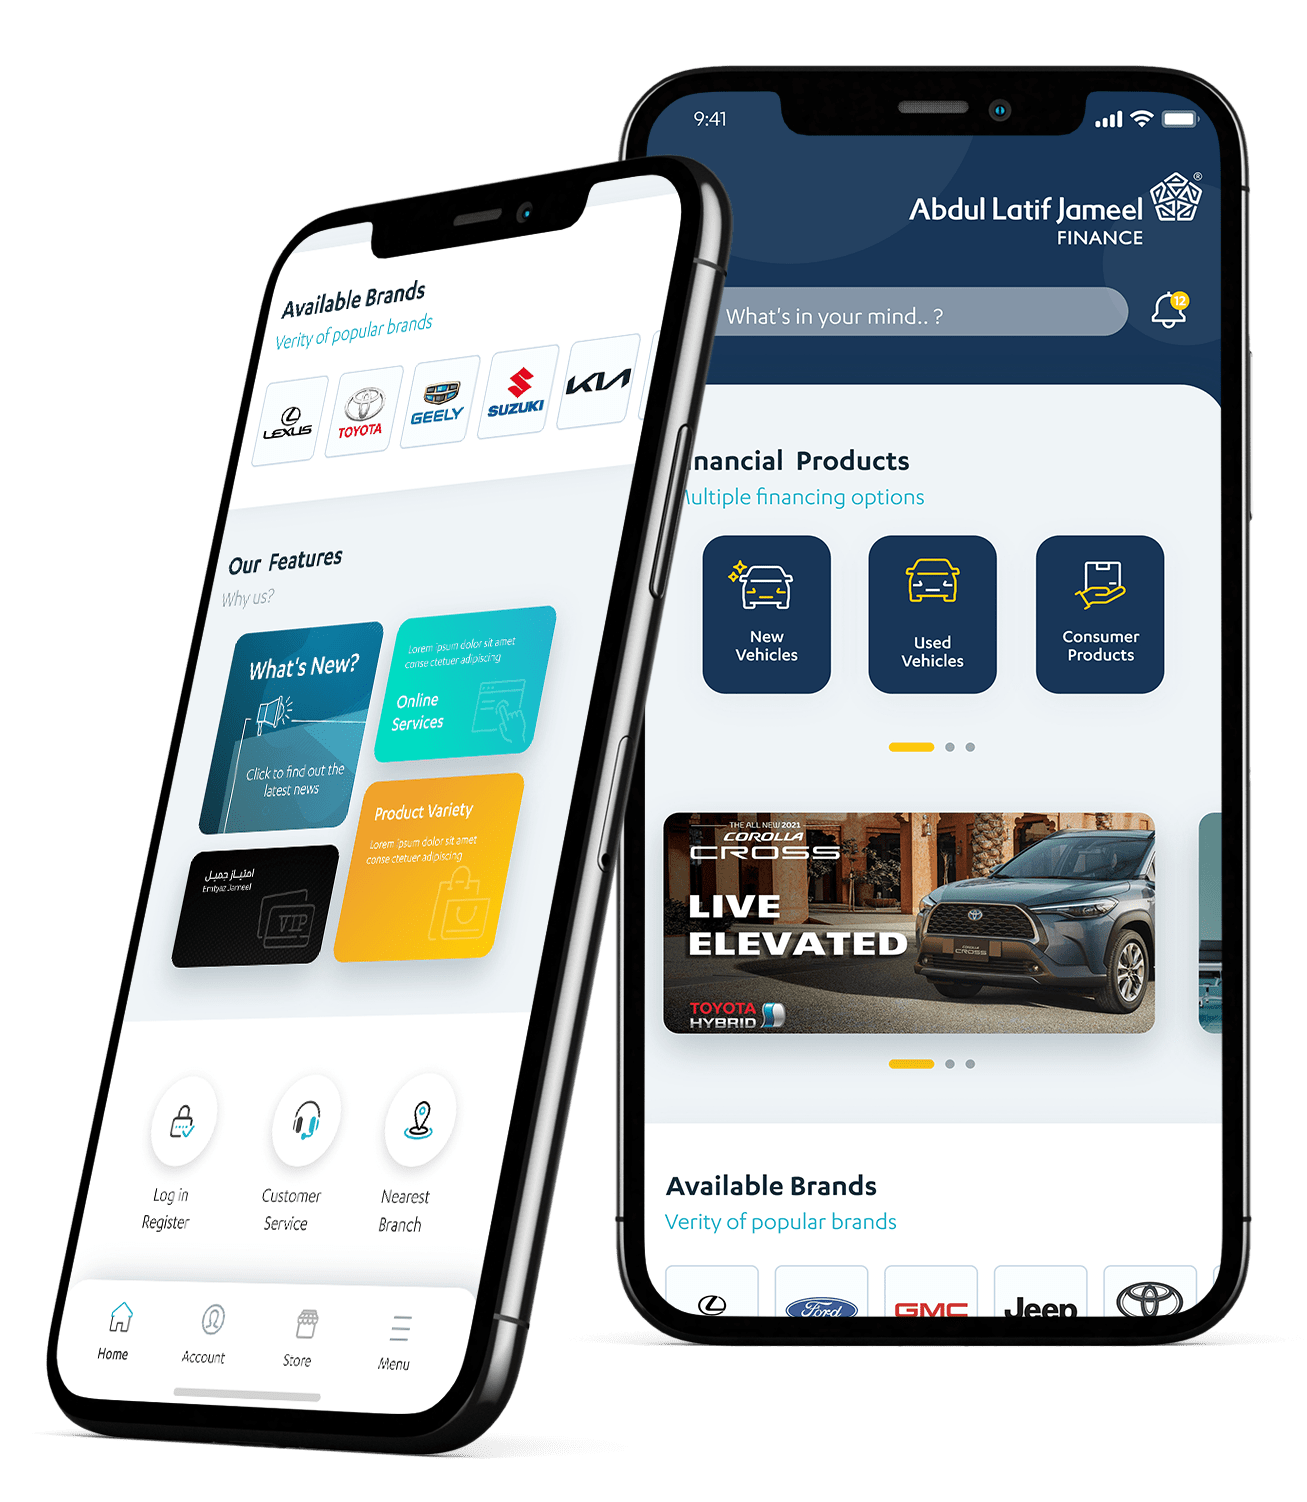 Available Brands
Verity of popular brands
LEXUS
TOYOTA
GEELY
SUZUKI
KIA
Our Features
Why us?
What's New?
Click to find out the
latest news
Lorem ipsum dolor sit amet
conse ctetuer adipiscing
Online
Services
Product Variety
Lorem ipsum dolor sit amet
conse ctetuer adipiscing
امتياز جميل
Emtyaz Jameel
VIP
Log in
Register
Customer
Service
Nearest
Branch
Home
Account
Store
Menu
9:41
Abdul Latif Jameel
®
FINANCE
What's in your mind.. ?
12
nancial Products
ultiple financing options
New
Vehicles
Used
Vehicles
Consumer
Products
THE ALL NEW 2021
COROLLA
CROSS
LIVE
ELEVATED
COROLLA
CROSS
TOYOTA
HYBRID
Available Brands
Verity of popular brands
Ford
GMC
Jeep